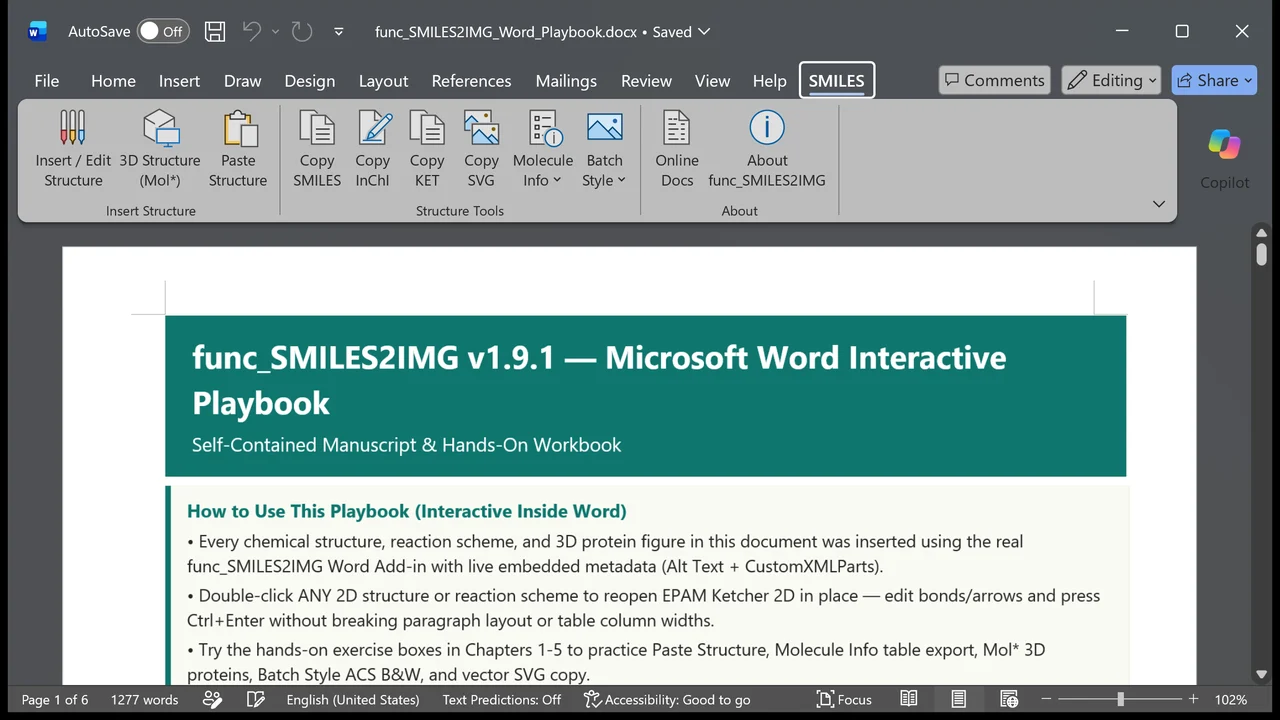 AutoSave Off func_SMILES2IMG_Word_Playbook.docx • Saved
File Home Insert Draw Design Layout References Mailings Review View Help SMILES Comments Editing Share
Insert / Edit Structure
3D Structure (Mol*)
Paste Structure
Copy SMILES
Copy InChI
Copy KET
Copy SVG
Molecule Info
Batch Style
Online Docs
About func_SMILES2IMG
Copilot
Insert Structure Structure Tools About
func_SMILES2IMG v1.9.1 — Microsoft Word Interactive
Playbook
Self-Contained Manuscript & Hands-On Workbook
How to Use This Playbook (Interactive Inside Word)
• Every chemical structure, reaction scheme, and 3D protein figure in this document was inserted using the real
func_SMILES2IMG Word Add-in with live embedded metadata (Alt Text + CustomXMLParts).
• Double-click ANY 2D structure or reaction scheme to reopen EPAM Ketcher 2D in place — edit bonds/arrows and press
Ctrl+Enter without breaking paragraph layout or table column widths.
• Try the hands-on exercise boxes in Chapters 1-5 to practice Paste Structure, Molecule Info table export, Mol* 3D
proteins, Batch Style ACS B&W, and vector SVG copy.
Page 1 of 6 1277 words English (United States) Text Predictions: Off Accessibility: Good to go Focus 102%